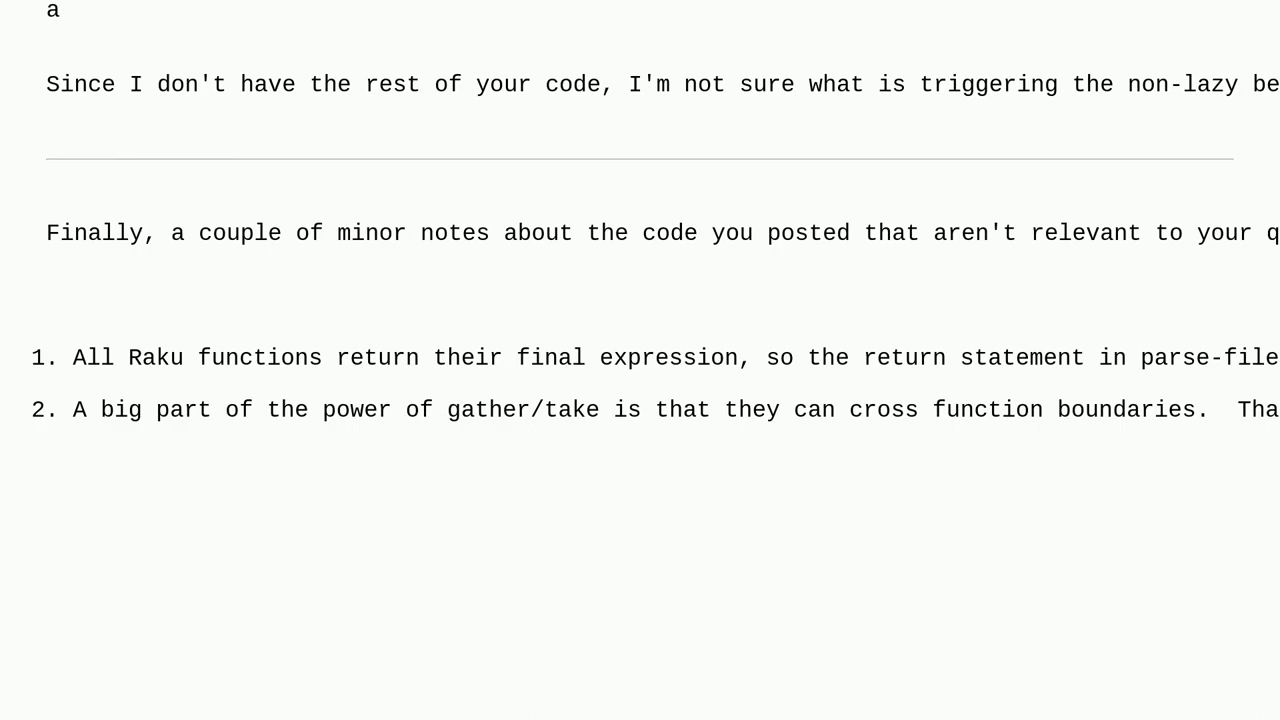 a
Since I don't have the rest of your code, I'm not sure what is triggering the non-lazy be
Finally, a couple of minor notes about the code you posted that aren't relevant to your q
1. All Raku functions return their final expression, so the return statement in parse-file
2. A big part of the power of gather/take is that they can cross function boundaries.  Tha